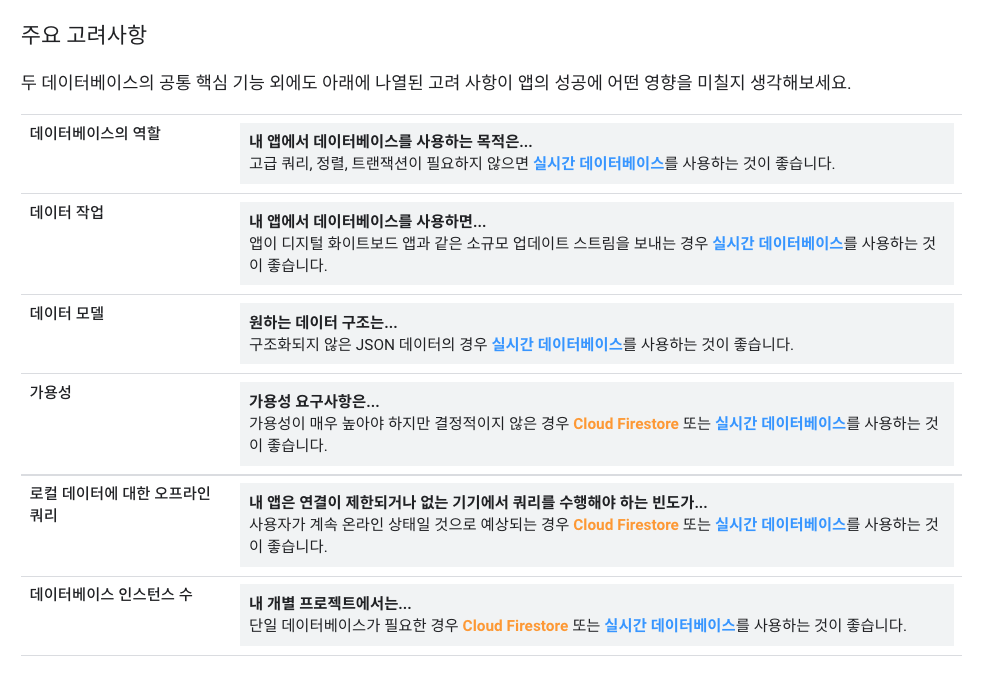 주요 고려사항
두 데이터베이스의 공통 핵심 기능 외에도 아래에 나열된 고려 사항이 앱의 성공에 어떤 영향을 미칠지 생각해보세요.
데이터베이스의 역할
내 앱에서 데이터베이스를 사용하는 목적은...
고급 쿼리, 정렬, 트랜잭션이 필요하지 않으면 실시간 데이터베이스를 사용하는 것이 좋습니다.
데이터 작업
내 앱에서 데이터베이스를 사용하면...
앱이 디지털 화이트보드 앱과 같은 소규모 업데이트 스트림을 보내는 경우 실시간 데이터베이스를 사용하는 것
이 좋습니다.
데이터 모델
원하는 데이터 구조는...
구조화되지 않은 JSON 데이터의 경우 실시간 데이터베이스를 사용하는 것이 좋습니다.
가용성
가용성 요구사항은...
가용성이 매우 높아야 하지만 결정적이지 않은 경우 Cloud Firestore 또는 실시간 데이터베이스를 사용하는 것
이 좋습니다.
로컬 데이터에 대한 오프라인
쿼리
내 앱은 연결이 제한되거나 없는 기기에서 쿼리를 수행해야 하는 빈도가...
사용자가 계속 온라인 상태일 것으로 예상되는 경우 Cloud Firestore 또는 실시간 데이터베이스를 사용하는 것
이 좋습니다.
데이터베이스 인스턴스 수
내 개별 프로젝트에서는...
단일 데이터베이스가 필요한 경우 Cloud Firestore 또는 실시간 데이터베이스를 사용하는 것이 좋습니다.